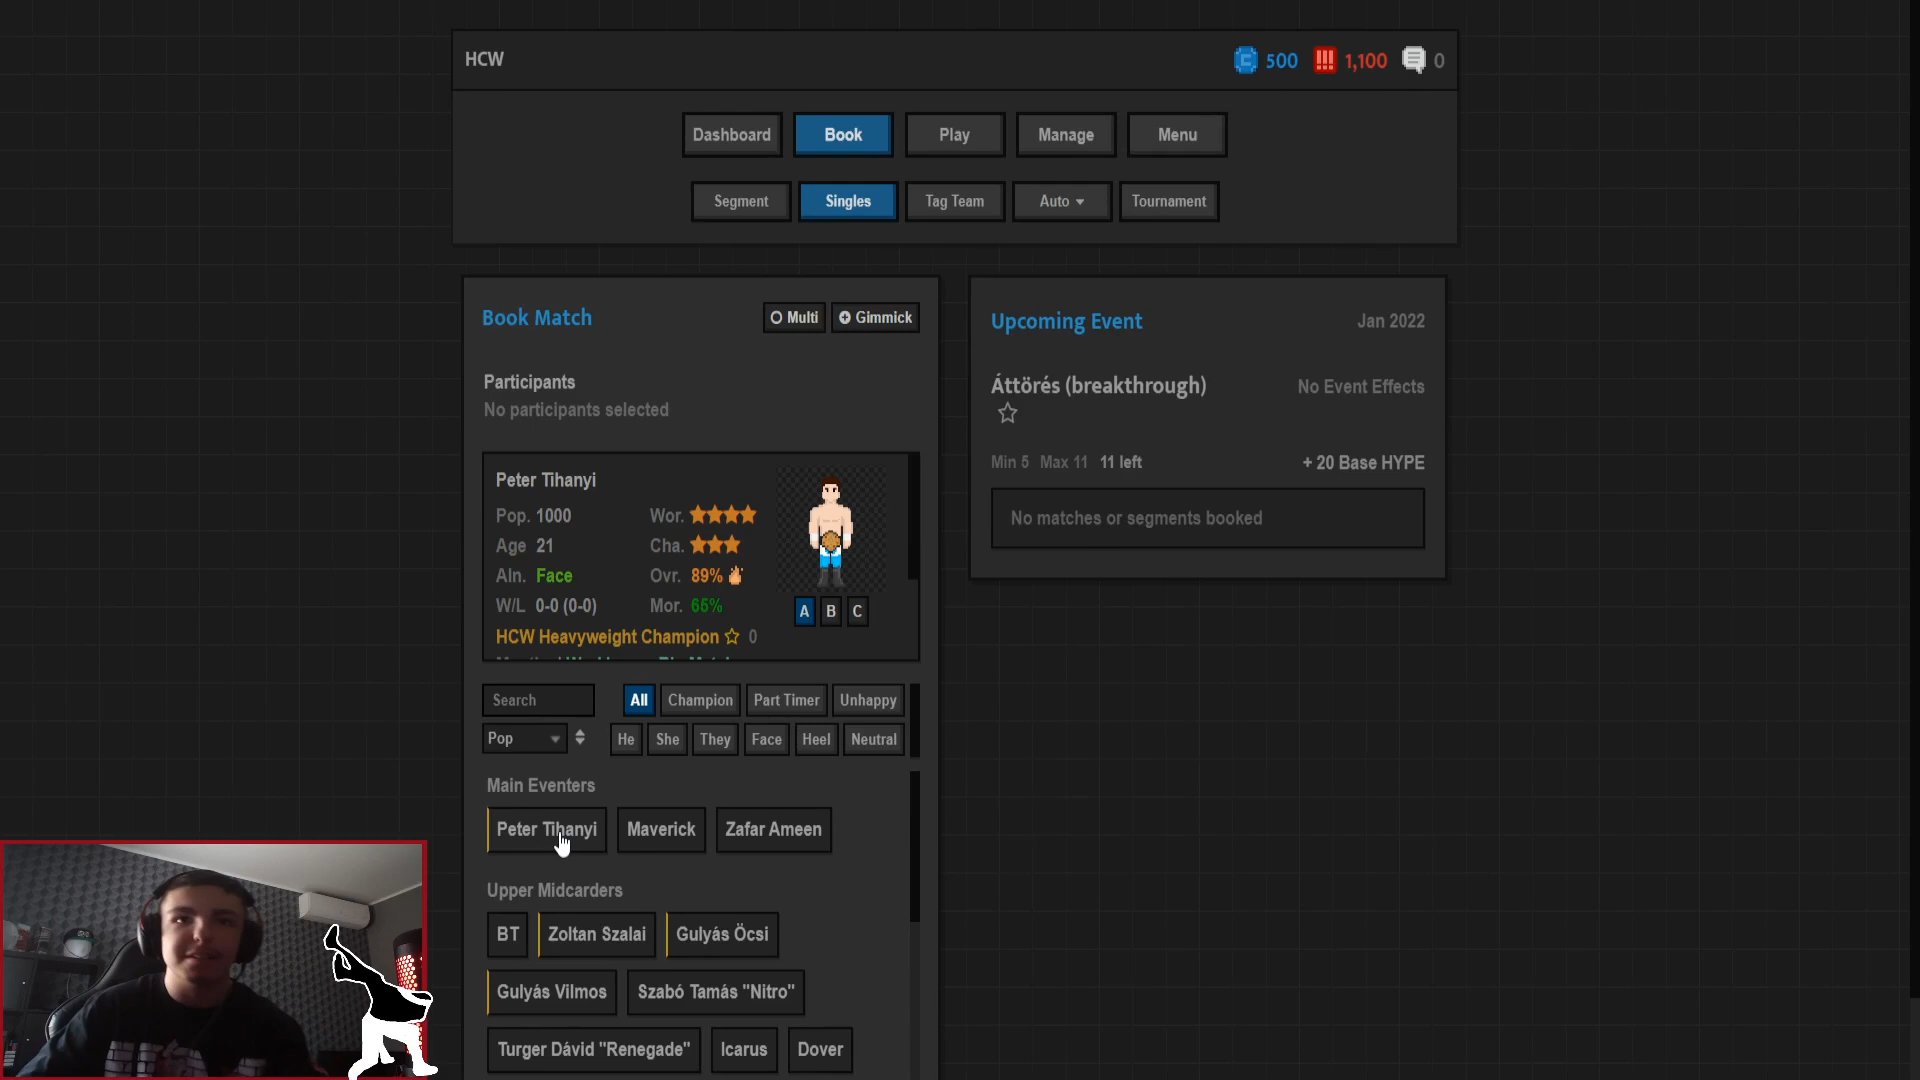 HCW
500
1,100
0
Dashboard
Book
Play
Manage
Menu
Segment
Singles
Tag Team
Auto
Tournament
Book Match
Multi
Gimmick
Participants
No participants selected
Peter Tihanyi
Pop. 1000
Wor.
Age 21
Cha.
Aln. Face
Ovr. 89%
W/L 0-0 (0-0)
Mor. 65%
HCW Heavyweight Champion 0
A
B
C
Search
All
Champion
Part Timer
Unhappy
Pop
He
She
They
Face
Heel
Neutral
Main Eventers
Peter Tihanyi
Maverick
Zafar Ameen
Upper Midcarders
BT
Zoltan Szalai
Gulyás Öcsi
Gulyás Vilmos
Szabó Tamás "Nitro"
Turger Dávid "Renegade"
Icarus
Dover
Upcoming Event
Jan 2022
Áttörés (breakthrough)
No Event Effects
Min 5 Max 11 11 left
+ 20 Base HYPE
No matches or segments booked